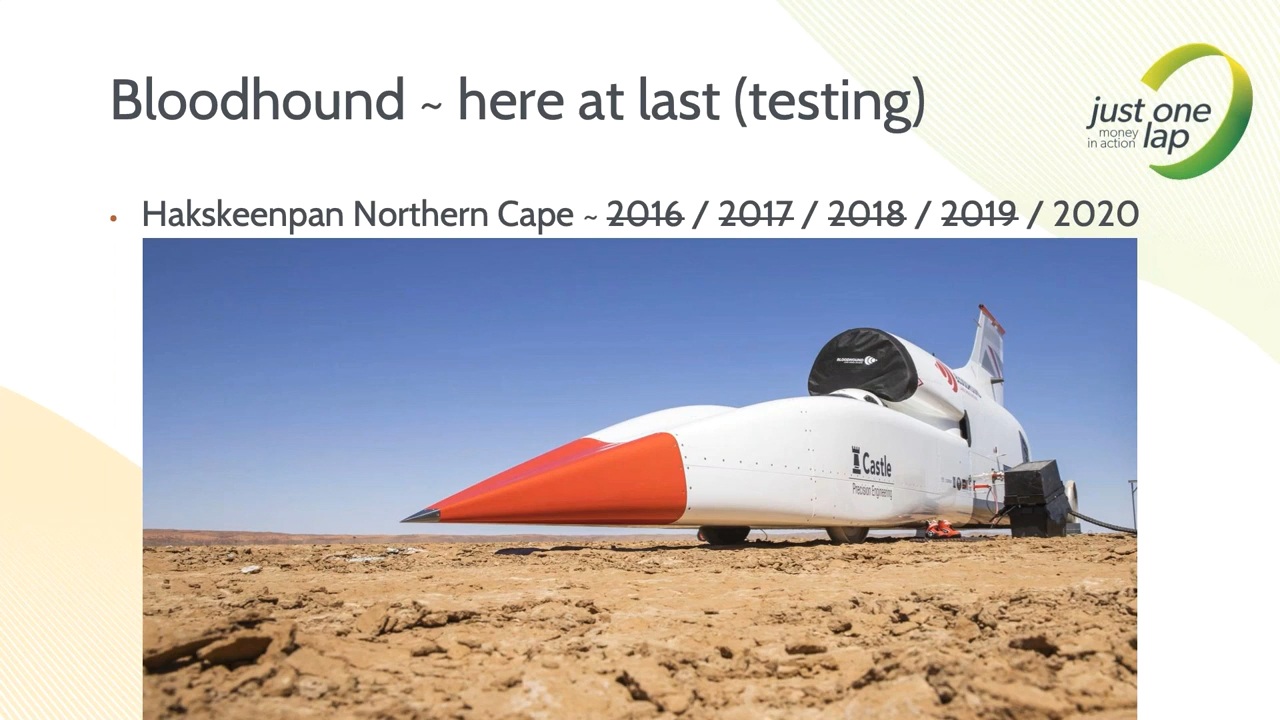 Bloodhound ~ here at last (testing)
just one
money
in action
lap
• Hakskeenpan Northern Cape ~ 2016 / 2017 / 2018 / 2019 / 2020
BLOODHOUND
Castle
Precision Engineering